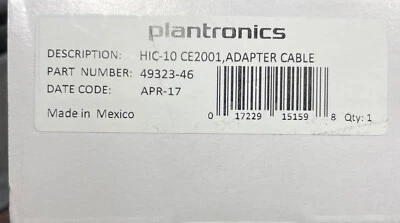 plantronics
DESCRIPTION: HIC-10 CE2001,ADAPTER CABLE
PART NUMBER: 49323-46
DATE CODE: APR-17
Made in Mexico
0 17229 15159 8 Qty: 1